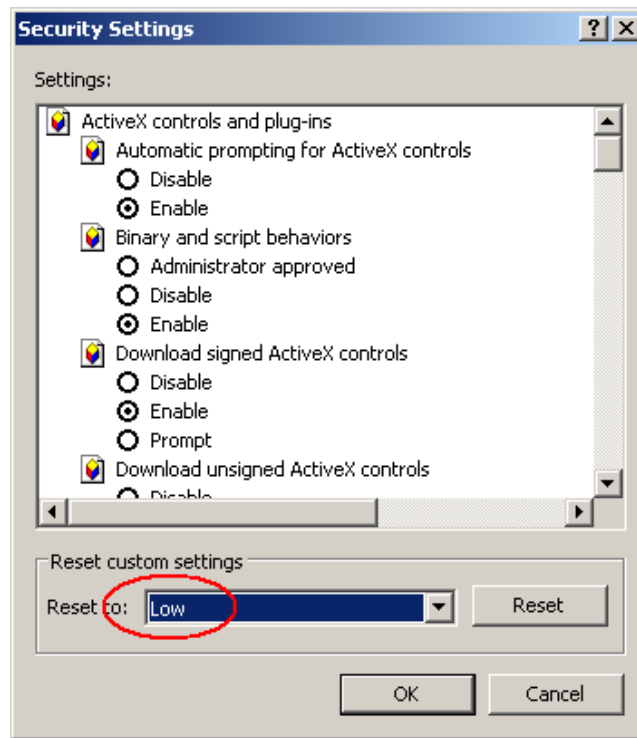 Security Settings
Settings:
ActiveX controls and plug-ins
Automatic prompting for ActiveX controls
Disable
Enable
Binary and script behaviors
Administrator approved
Disable
Enable
Download signed ActiveX controls
Disable
Enable
Prompt
Download unsigned ActiveX controls
Disable
Reset custom settings
Reset to: Low Reset
OK Cancel